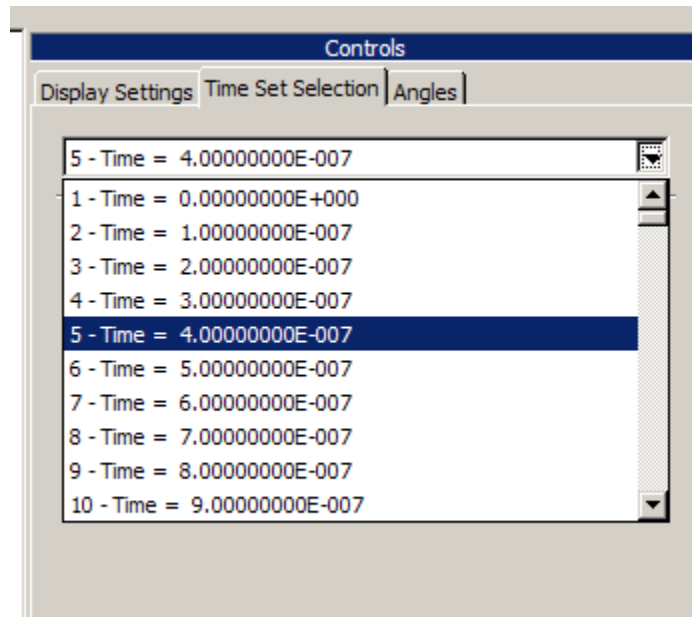 Controls
Display Settings Time Set Selection Angles
5 - Time = 4.00000000E-007
1 - Time = 0.00000000E+000
2 - Time = 1.00000000E-007
3 - Time = 2.00000000E-007
4 - Time = 3.00000000E-007
5 - Time = 4.00000000E-007
6 - Time = 5.00000000E-007
7 - Time = 6.00000000E-007
8 - Time = 7.00000000E-007
9 - Time = 8.00000000E-007
10 - Time = 9.00000000E-007